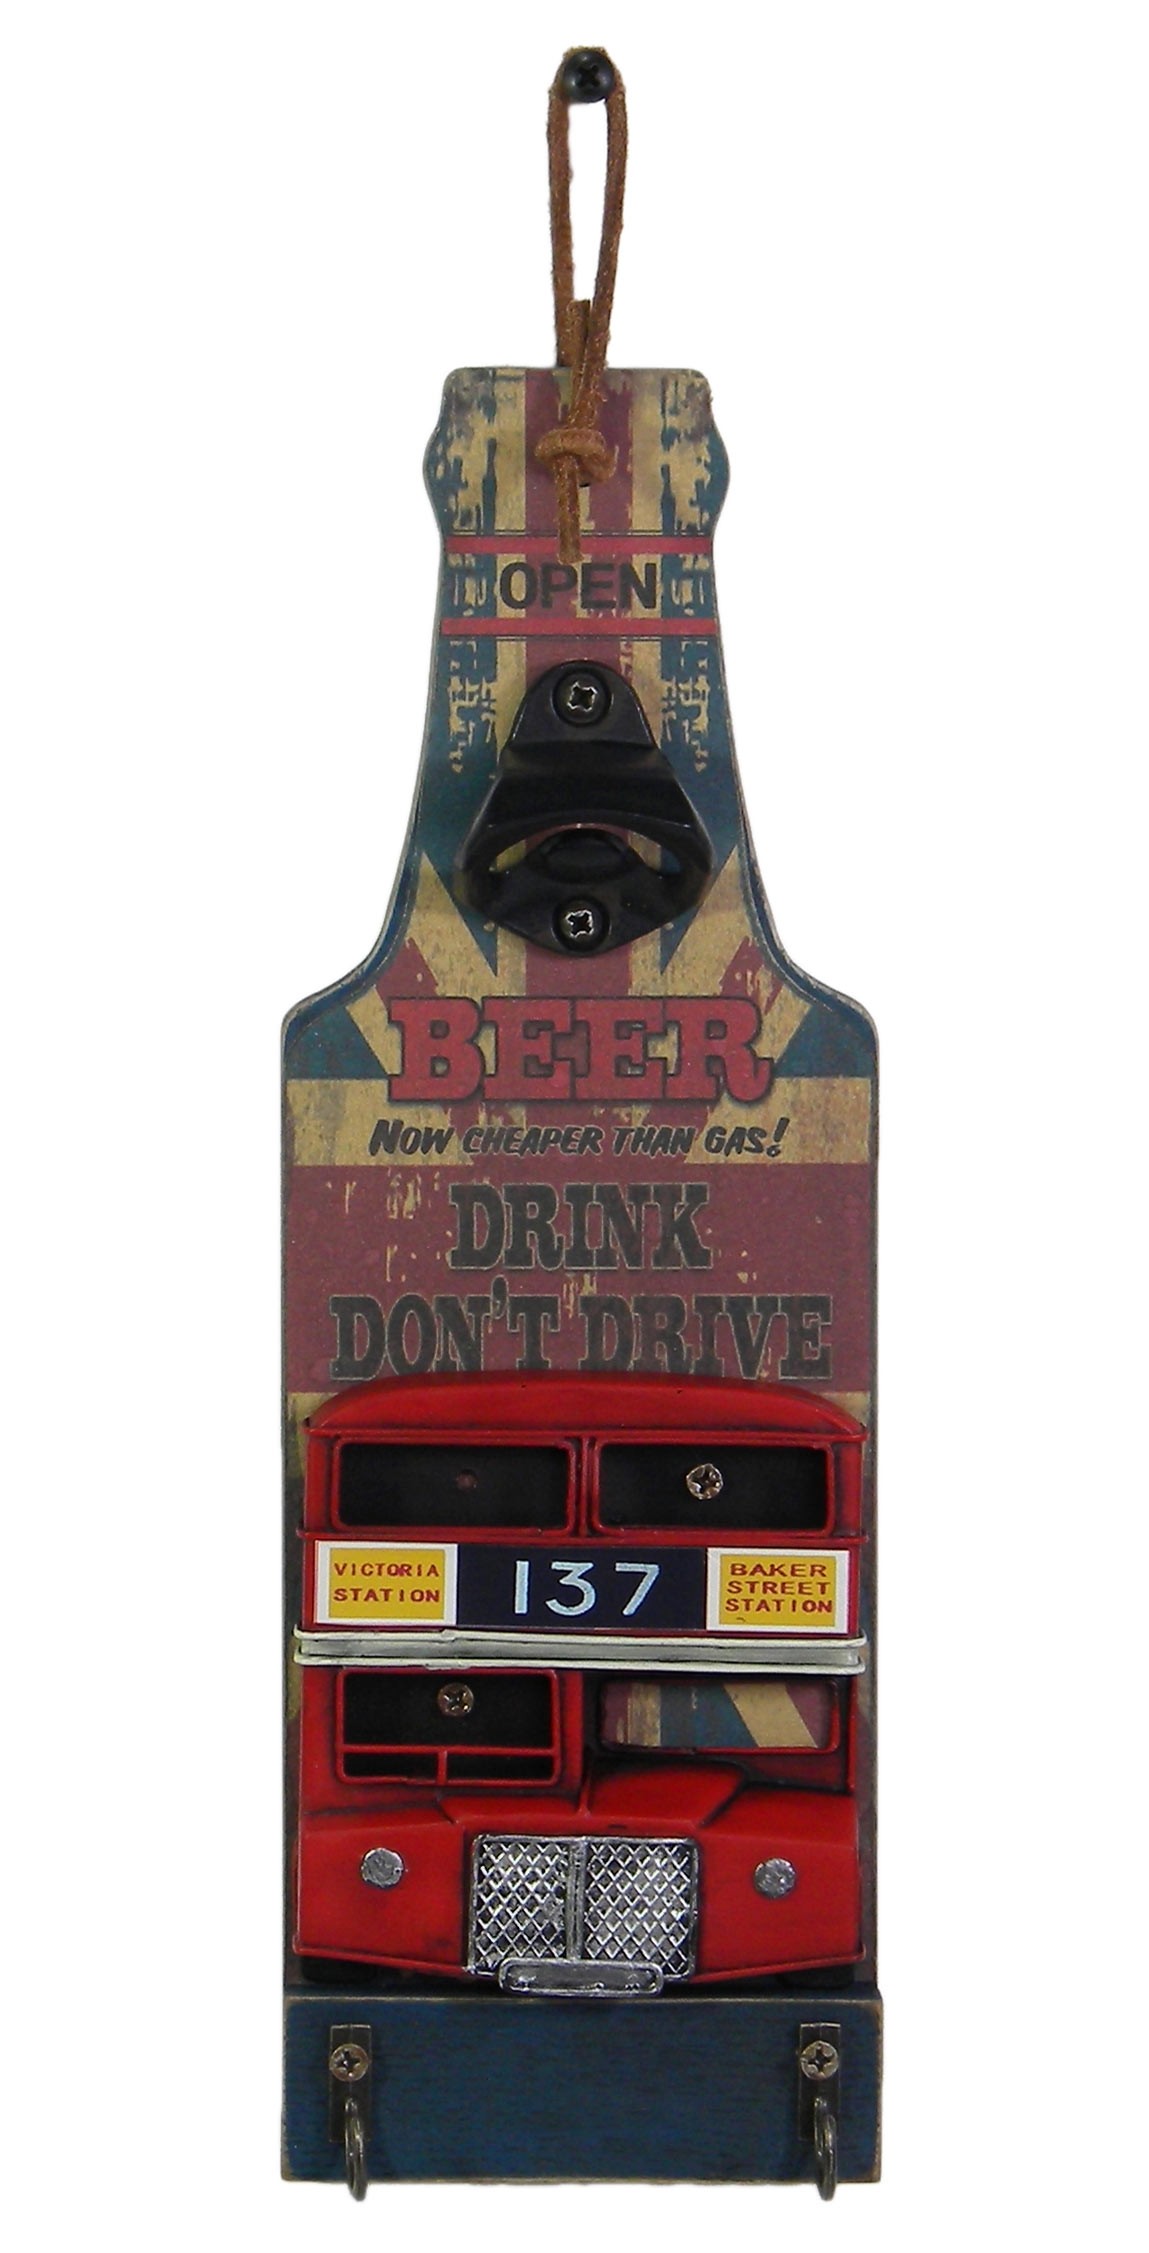 OPEN
BEER
NOW CHEAPER THAN GAS!
DRINK
DON'T DRIVE
VICTORIA
STATION
137
BAKER
STREET
STATION